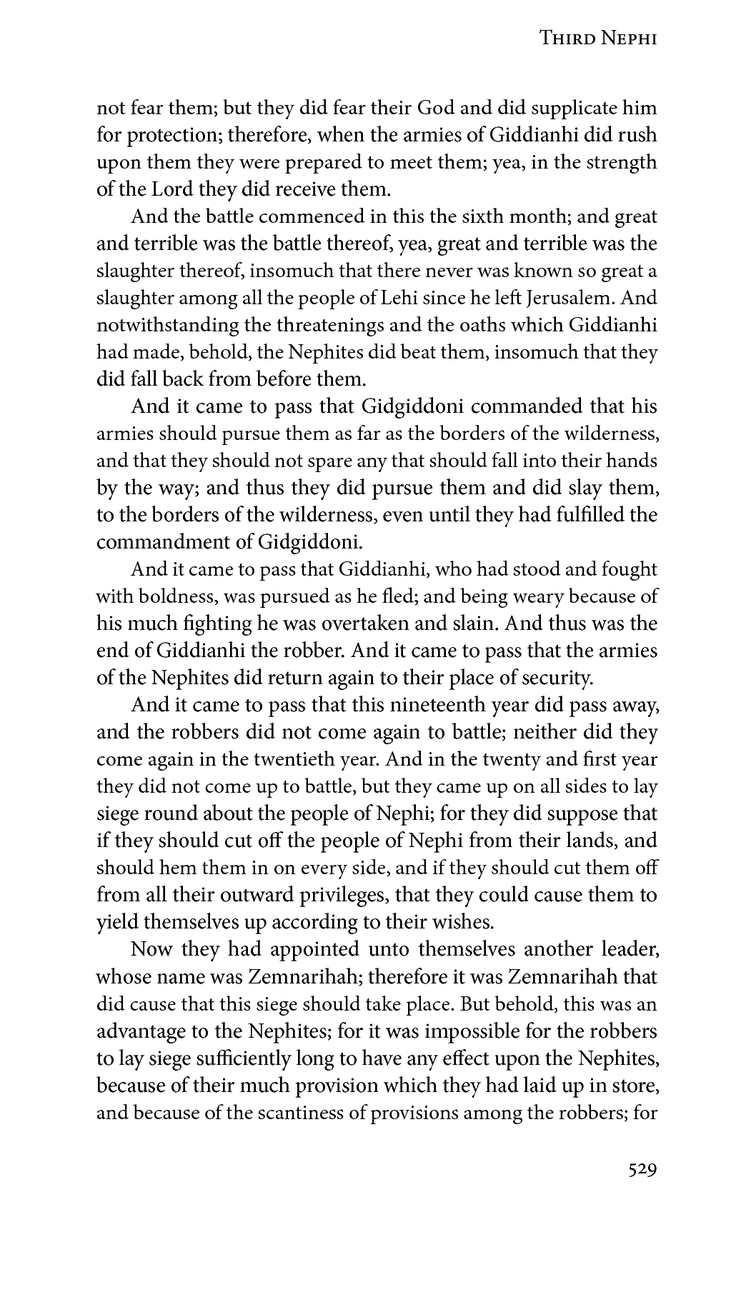 Third Nephi
not fear them; but they did fear their God and did supplicate him
for protection; therefore, when the armies of Giddianhi did rush
upon them they were prepared to meet them; yea, in the strength
of the Lord they did receive them.
And the battle commenced in this the sixth month; and great
and terrible was the battle thereof, yea, great and terrible was the
slaughter thereof, insomuch that there never was known so great a
slaughter among all the people of Lehi since he left Jerusalem. And
notwithstanding the threatenings and the oaths which Giddianhi
had made, behold, the Nephites did beat them, insomuch that they
did fall back from before them.
And it came to pass that Gidgiddoni commanded that his
armies should pursue them as far as the borders of the wilderness,
and that they should not spare any that should fall into their hands
by the way; and thus they did pursue them and did slay them,
to the borders of the wilderness, even until they had fulfilled the
commandment of Gidgiddoni.
And it came to pass that Giddianhi, who had stood and fought
with boldness, was pursued as he fled; and being weary because of
his much fighting he was overtaken and slain. And thus was the
end of Giddianhi the robber. And it came to pass that the armies
of the Nephites did return again to their place of security.
And it came to pass that this nineteenth year did pass away,
and the robbers did not come again to battle; neither did they
come again in the twentieth year. And in the twenty and first year
they did not come up to battle, but they came up on all sides to lay
siege round about the people of Nephi; for they did suppose that
if they should cut off the people of Nephi from their lands, and
should hem them in on every side, and if they should cut them off
from all their outward privileges, that they could cause them to
yield themselves up according to their wishes.
Now they had appointed unto themselves another leader,
whose name was Zemnarihah; therefore it was Zemnarihah that
did cause that this siege should take place. But behold, this was an
advantage to the Nephites; for it was impossible for the robbers
to lay siege sufficiently long to have any effect upon the Nephites,
because of their much provision which they had laid up in store,
and because of the scantiness of provisions among the robbers; for
529